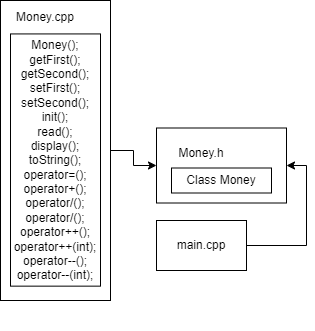 Money.cpp
Money();
getFirst();
getSecond();
setFirst();
setSecond();
init();
read();
display();
toString();
operator=();
operator+();
operator/();
operator/();
operator++();
operator++(int);
operator--();
operator--(int);
Money.h
Class Money
main.cpp